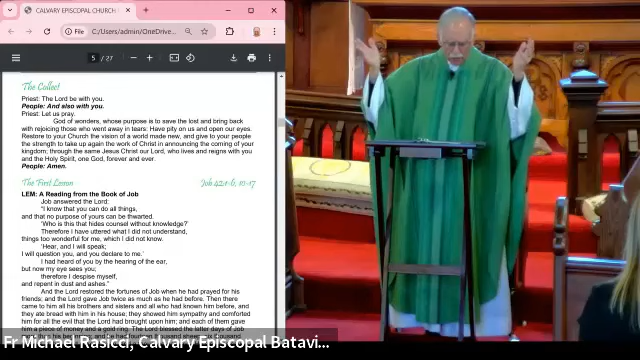 CALVARY EPISCOPAL CHURCH
File
C:/Users/admin/OneDrive...
5 / 27
The Collect
Priest: The Lord be with you.
People: And also with you.
Priest: Let us pray.
God of wonders, whose purpose is to save the lost and bring back
with rejoicing those who went away in tears: Have pity on us and open our eyes.
Restore to your Church the vision of a world made new, and give to your people
the strength to take up again the work of Christ in announcing the coming of your
kingdom; through the same Jesus Christ our Lord, who lives and reigns with you
and the Holy Spirit, one God, forever and ever.
People: Amen.
The First Lesson Job 42:1-6, 10-17
LEM: A Reading from the Book of Job
Job answered the Lord:
"I know that you can do all things,
and that no purpose of yours can be thwarted.
'Who is this that hides counsel without knowledge?'
Therefore I have uttered what I did not understand,
things too wonderful for me, which I did not know.
'Hear, and I will speak;
I will question you, and you declare to me.'
I had heard of you by the hearing of the ear,
but now my eye sees you;
therefore I despise myself,
and repent in dust and ashes."
And the Lord restored the fortunes of Job when he had prayed for his
friends; and the Lord gave Job twice as much as he had before. Then there
came to him all his brothers and sisters and all who had known him before, and
they ate bread with him in his house; they showed him sympathy and comforted
him for all the evil that the Lord had brought upon him; and each of them gave
him a piece of money and a gold ring. The Lord blessed the latter days of Job
Fr Michael Rasicci, Calvary Episcopal Batavi...